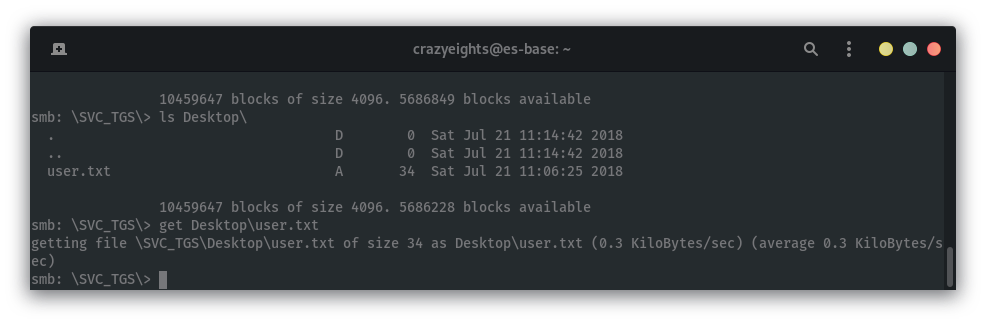 crazyeights@es-base: ~
10459647 blocks of size 4096. 5686849 blocks available
smb: \SVC_TGS\> ls Desktop\
  .                                   D        0  Sat Jul 21 11:14:42 2018
  ..                                  D        0  Sat Jul 21 11:14:42 2018
  user.txt                            A       34  Sat Jul 21 11:06:25 2018
10459647 blocks of size 4096. 5686228 blocks available
smb: \SVC_TGS\> get Desktop\user.txt
getting file \SVC_TGS\Desktop\user.txt of size 34 as Desktop\user.txt (0.3 KiloBytes/sec) (average 0.3 KiloBytes/s
ec)
smb: \SVC_TGS\>